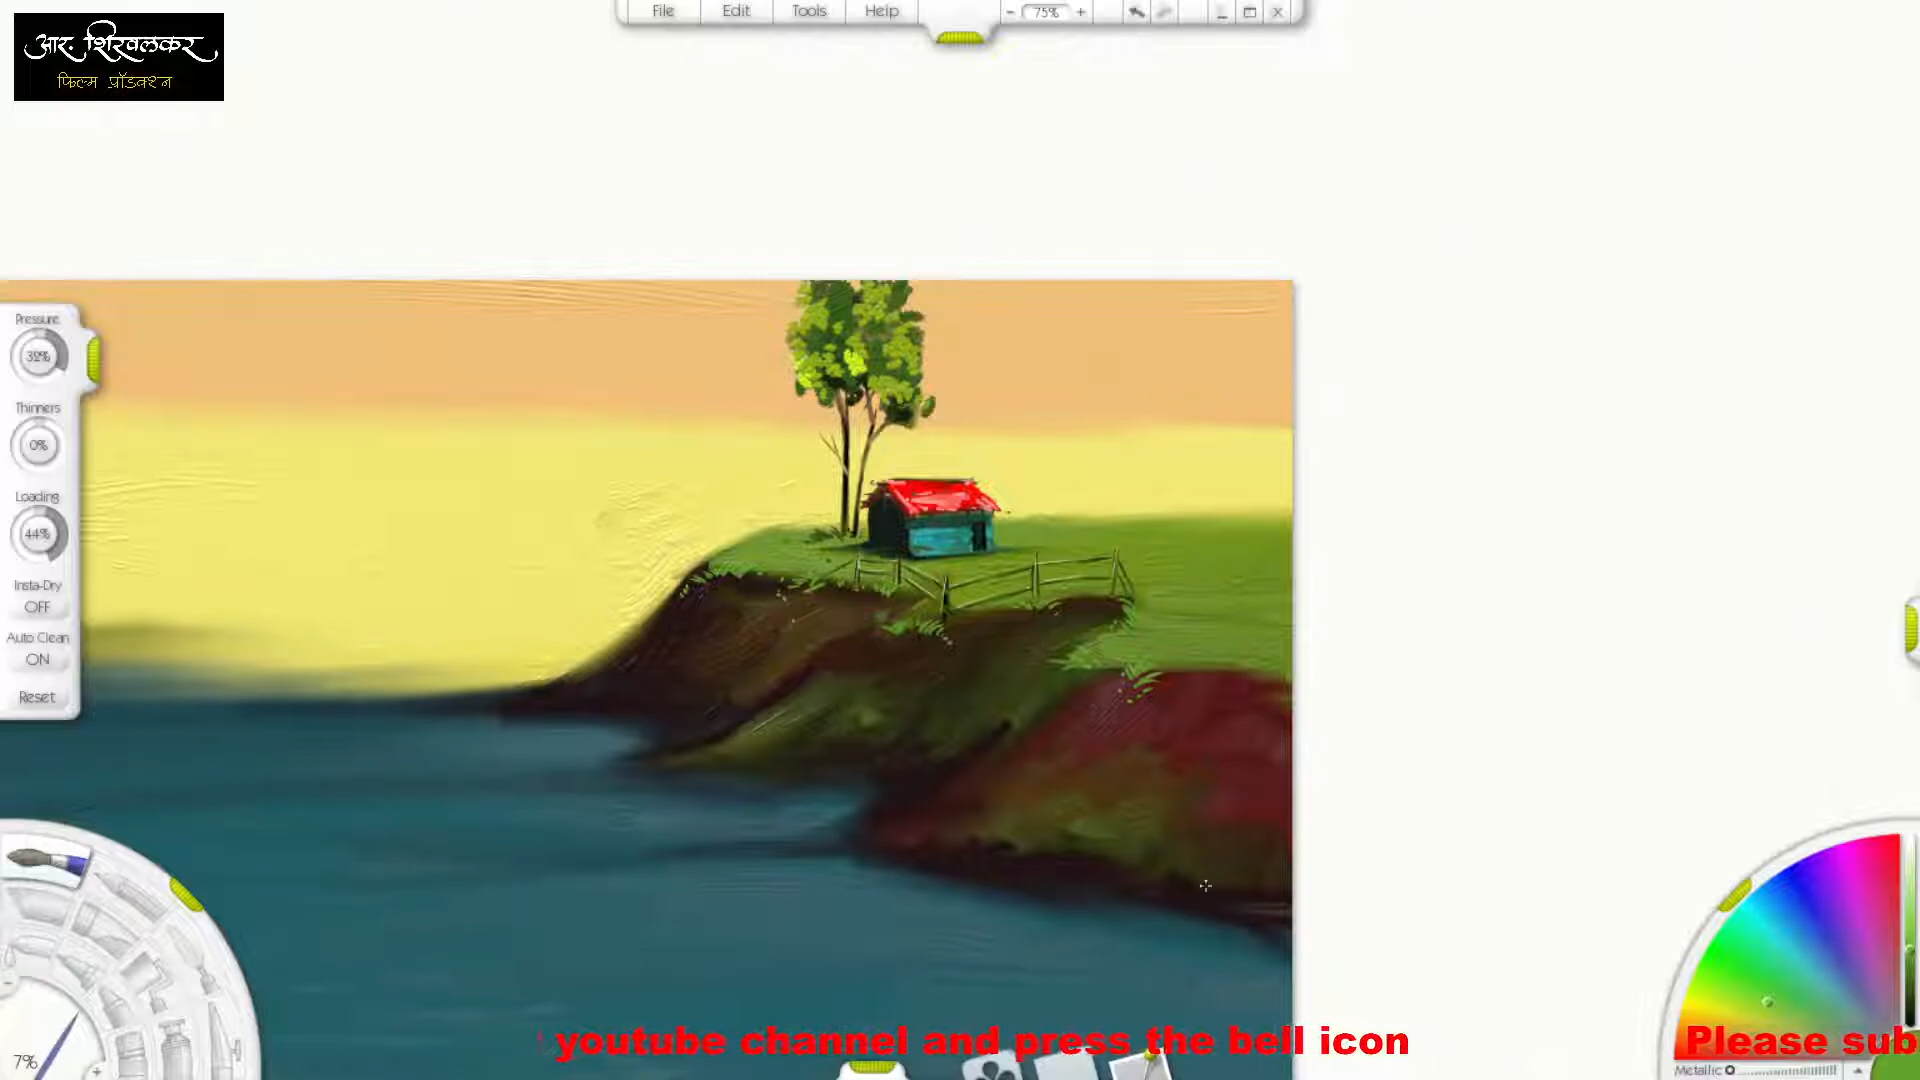 आर. शिरवलकर
फिल्म प्रॉडक्शन
File Edit Tools Help - 75% +
Pressure
39%
Thinners
0%
Loading
44%
Insta-Dry
OFF
Auto Clean
ON
Reset
7%
youtube channel and press the bell icon
Please sub
Metallic